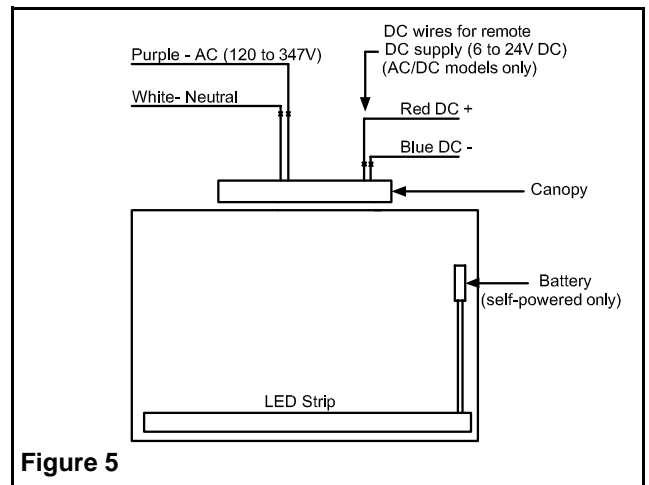 Purple - AC (120 to 347V)
White- Neutral
DC wires for remote
DC supply (6 to 24V DC)
(AC/DC models only)
Red DC +
Blue DC -
Canopy
Battery
(self-powered only)
LED Strip
Figure 5